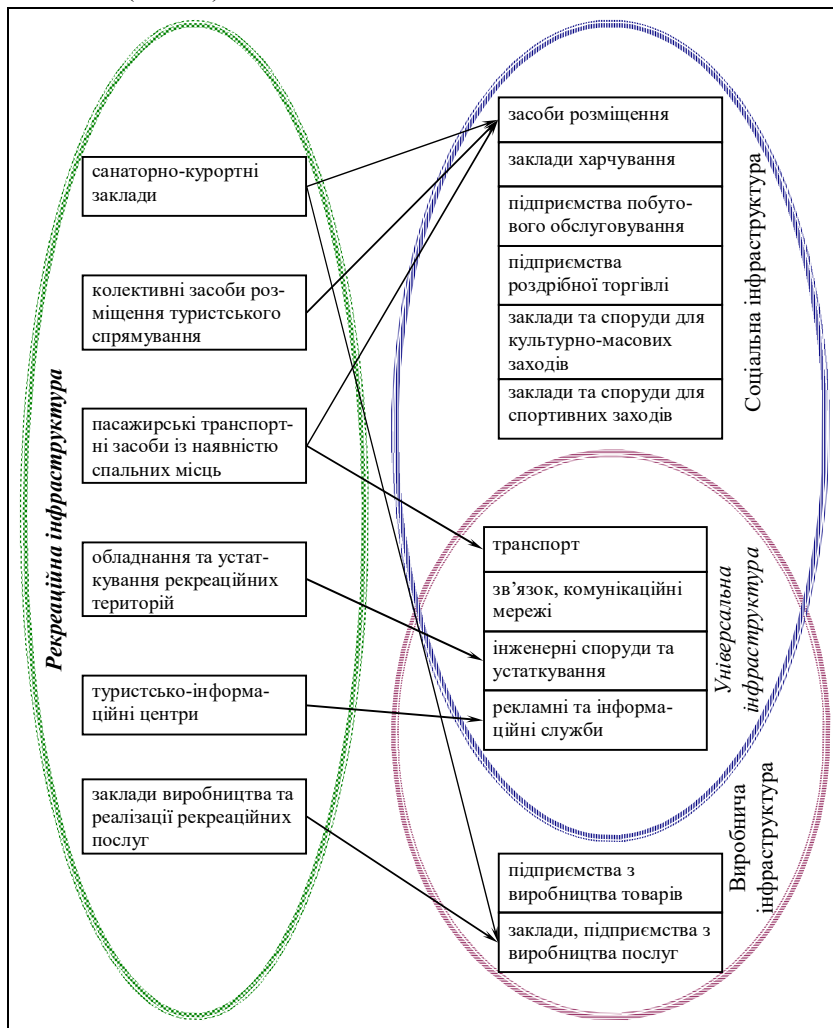 Рекреаційна інфраструктура
санаторно-курортні
заклади
колективні засоби роз-
міщення туристського
спрямування
пасажирські транспорт-
ні засоби із наявністю
спальних місць
обладнання та устат-
кування рекреаційних
територій
туристсько-інформа-
ційні центри
заклади виробництва та
реалізації рекреаційних
послуг
засоби розміщення
заклади харчування
підприємства побуто-
вого обслуговування
підприємства
роздрібної торгівлі
заклади та споруди для
культурно-масових
заходів
заклади та споруди для
спортивних заходів
Соціальна інфраструктура
транспорт
зв’язок, комунікаційні
мережі
інженерні споруди та
устаткування
рекламні та інформа-
ційні служби
Універсальна
інфраструктура
підприємства з
виробництва товарів
заклади, підприємства з
виробництва послуг
Виробнича
інфраструктура